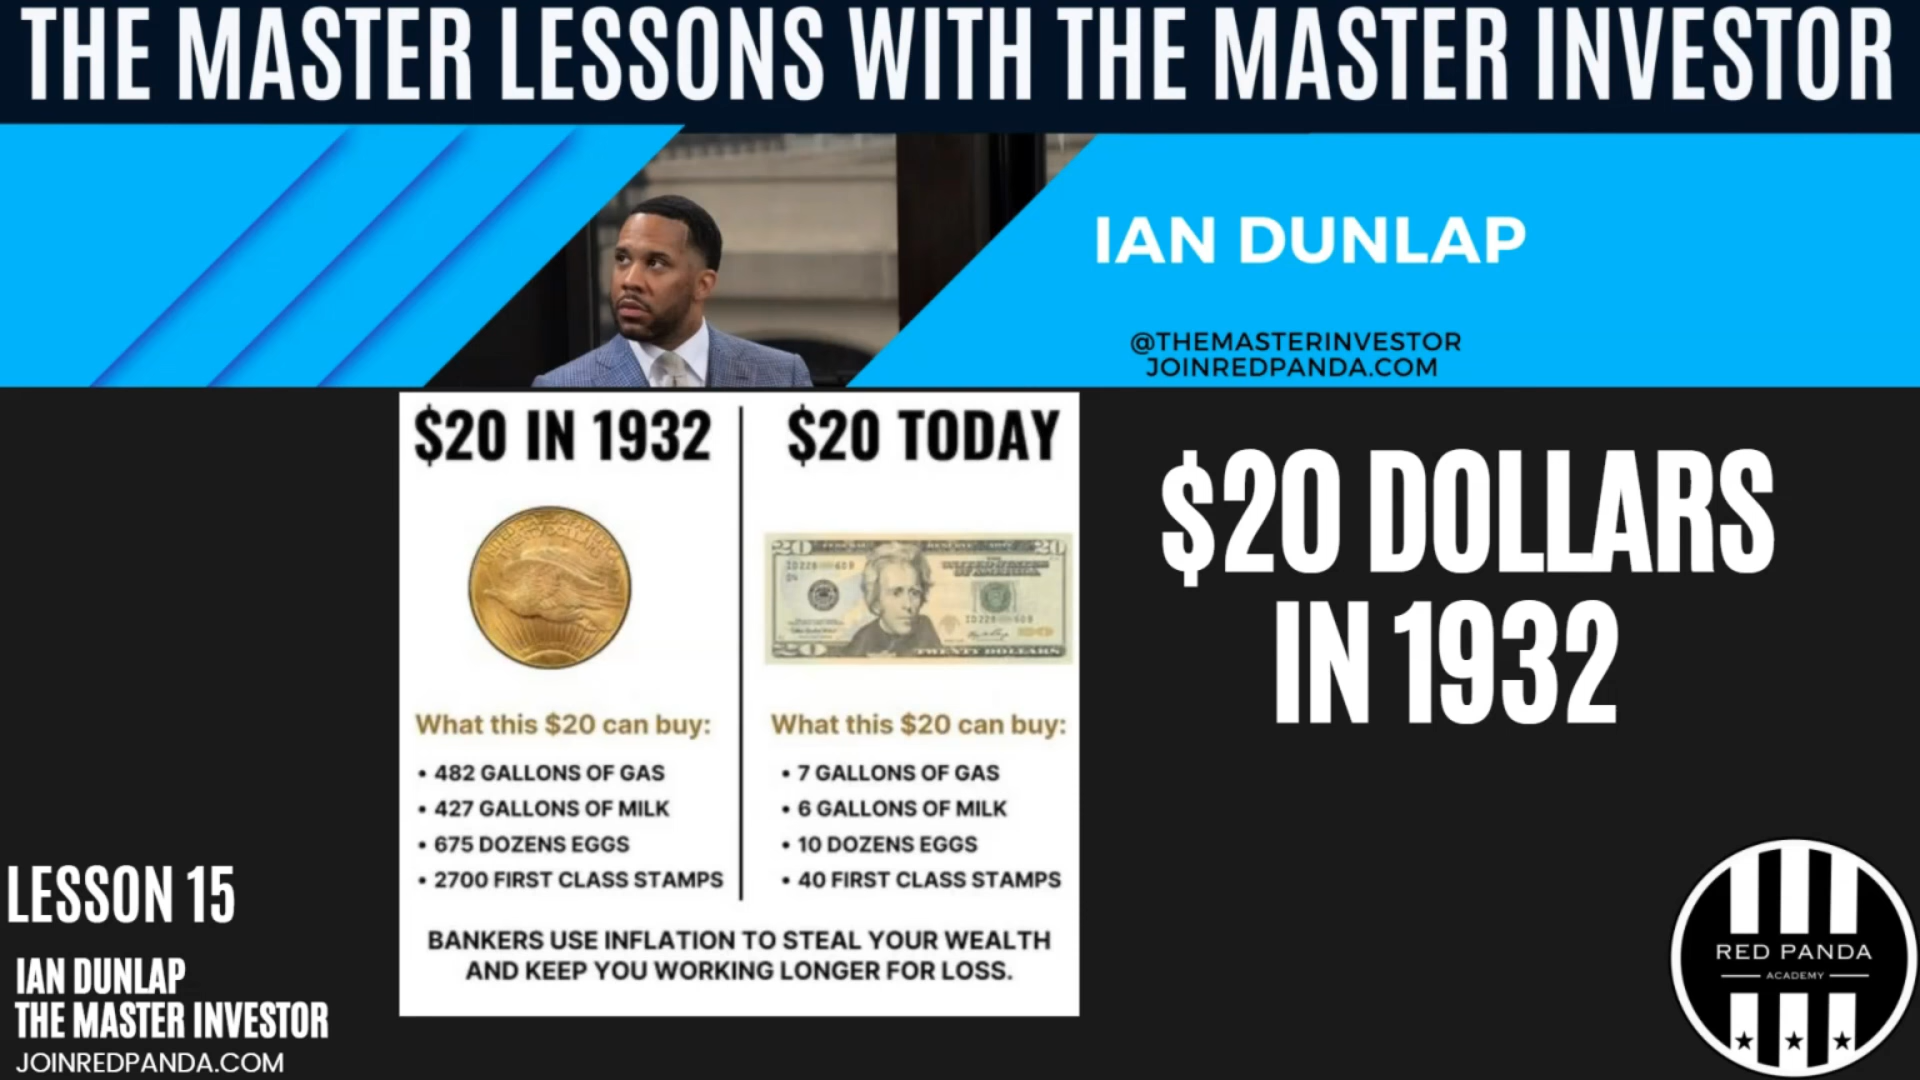 THE MASTER LESSONS WITH THE MASTER INVESTOR
IAN DUNLAP
@THEMASTERINVESTOR
JOINREDPANDA.COM
$20 IN 1932
$20 TODAY
20
20
TWENTY DOLLARS
What this $20 can buy:
• 482 GALLONS OF GAS
• 427 GALLONS OF MILK
• 675 DOZENS EGGS
• 2700 FIRST CLASS STAMPS
What this $20 can buy:
• 7 GALLONS OF GAS
• 6 GALLONS OF MILK
• 10 DOZENS EGGS
• 40 FIRST CLASS STAMPS
BANKERS USE INFLATION TO STEAL YOUR WEALTH
AND KEEP YOU WORKING LONGER FOR LOSS.
$20 DOLLARS
IN 1932
LESSON 15
IAN DUNLAP
THE MASTER INVESTOR
JOINREDPANDA.COM
RED PANDA
ACADEMY